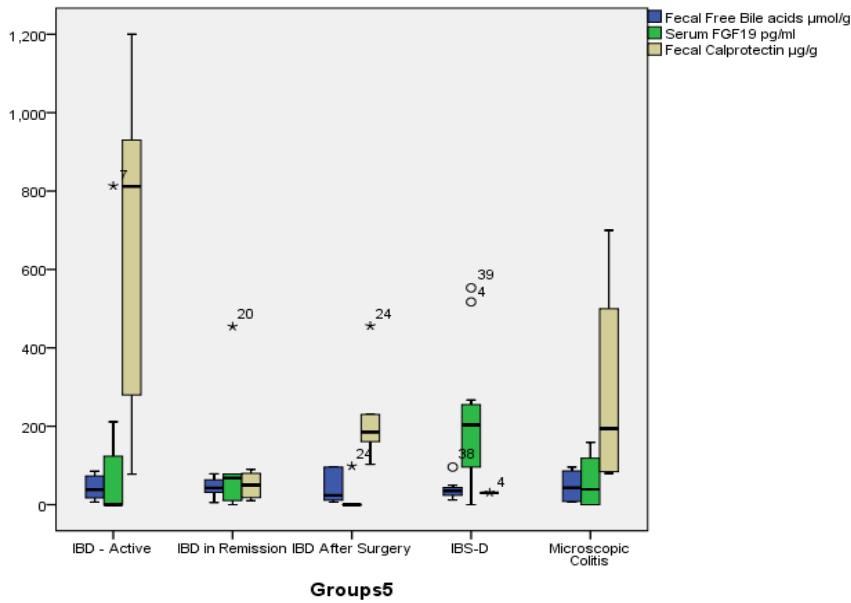 Fecal Free Bile acids µmol/g
Serum FGF19 pg/ml
Fecal Calprotectin µg/g
1,200
1,000
800
600
400
200
0
7
20
24
24
39
4
38
4
IBD - Active
IBD in Remission
IBD After Surgery
IBS-D
Microscopic
Colitis
Groups5